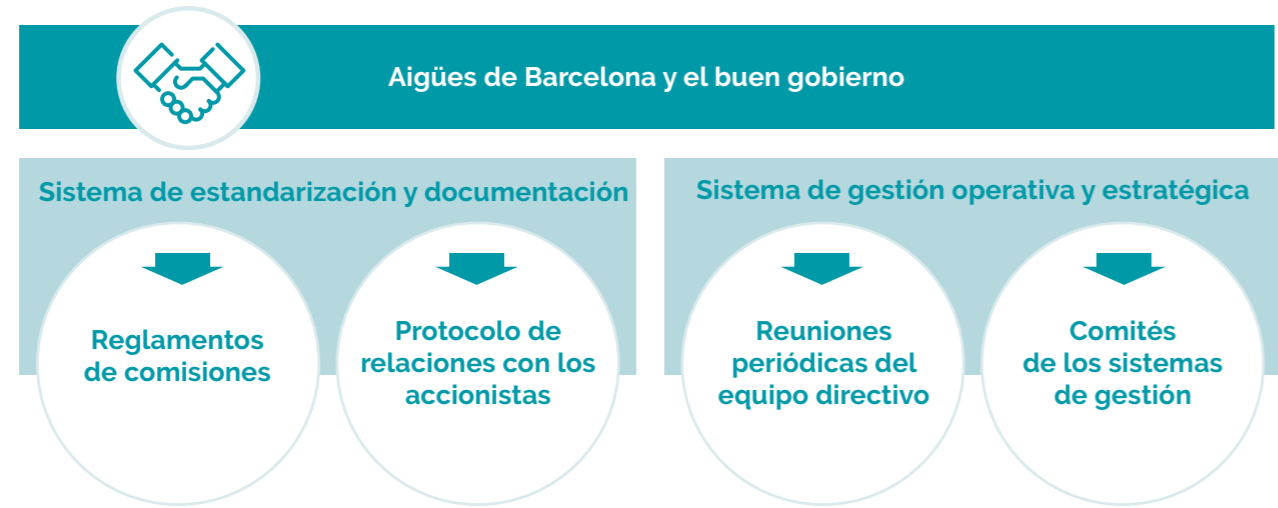 Aigües de Barcelona y el buen gobierno
Sistema de estandarización y documentación
Reglamentos
de comisiones
Protocolo de
relaciones con los
accionistas
Sistema de gestión operativa y estratégica
Reuniones
periódicas del
equipo directivo
Comités
de los sistemas
de gestión